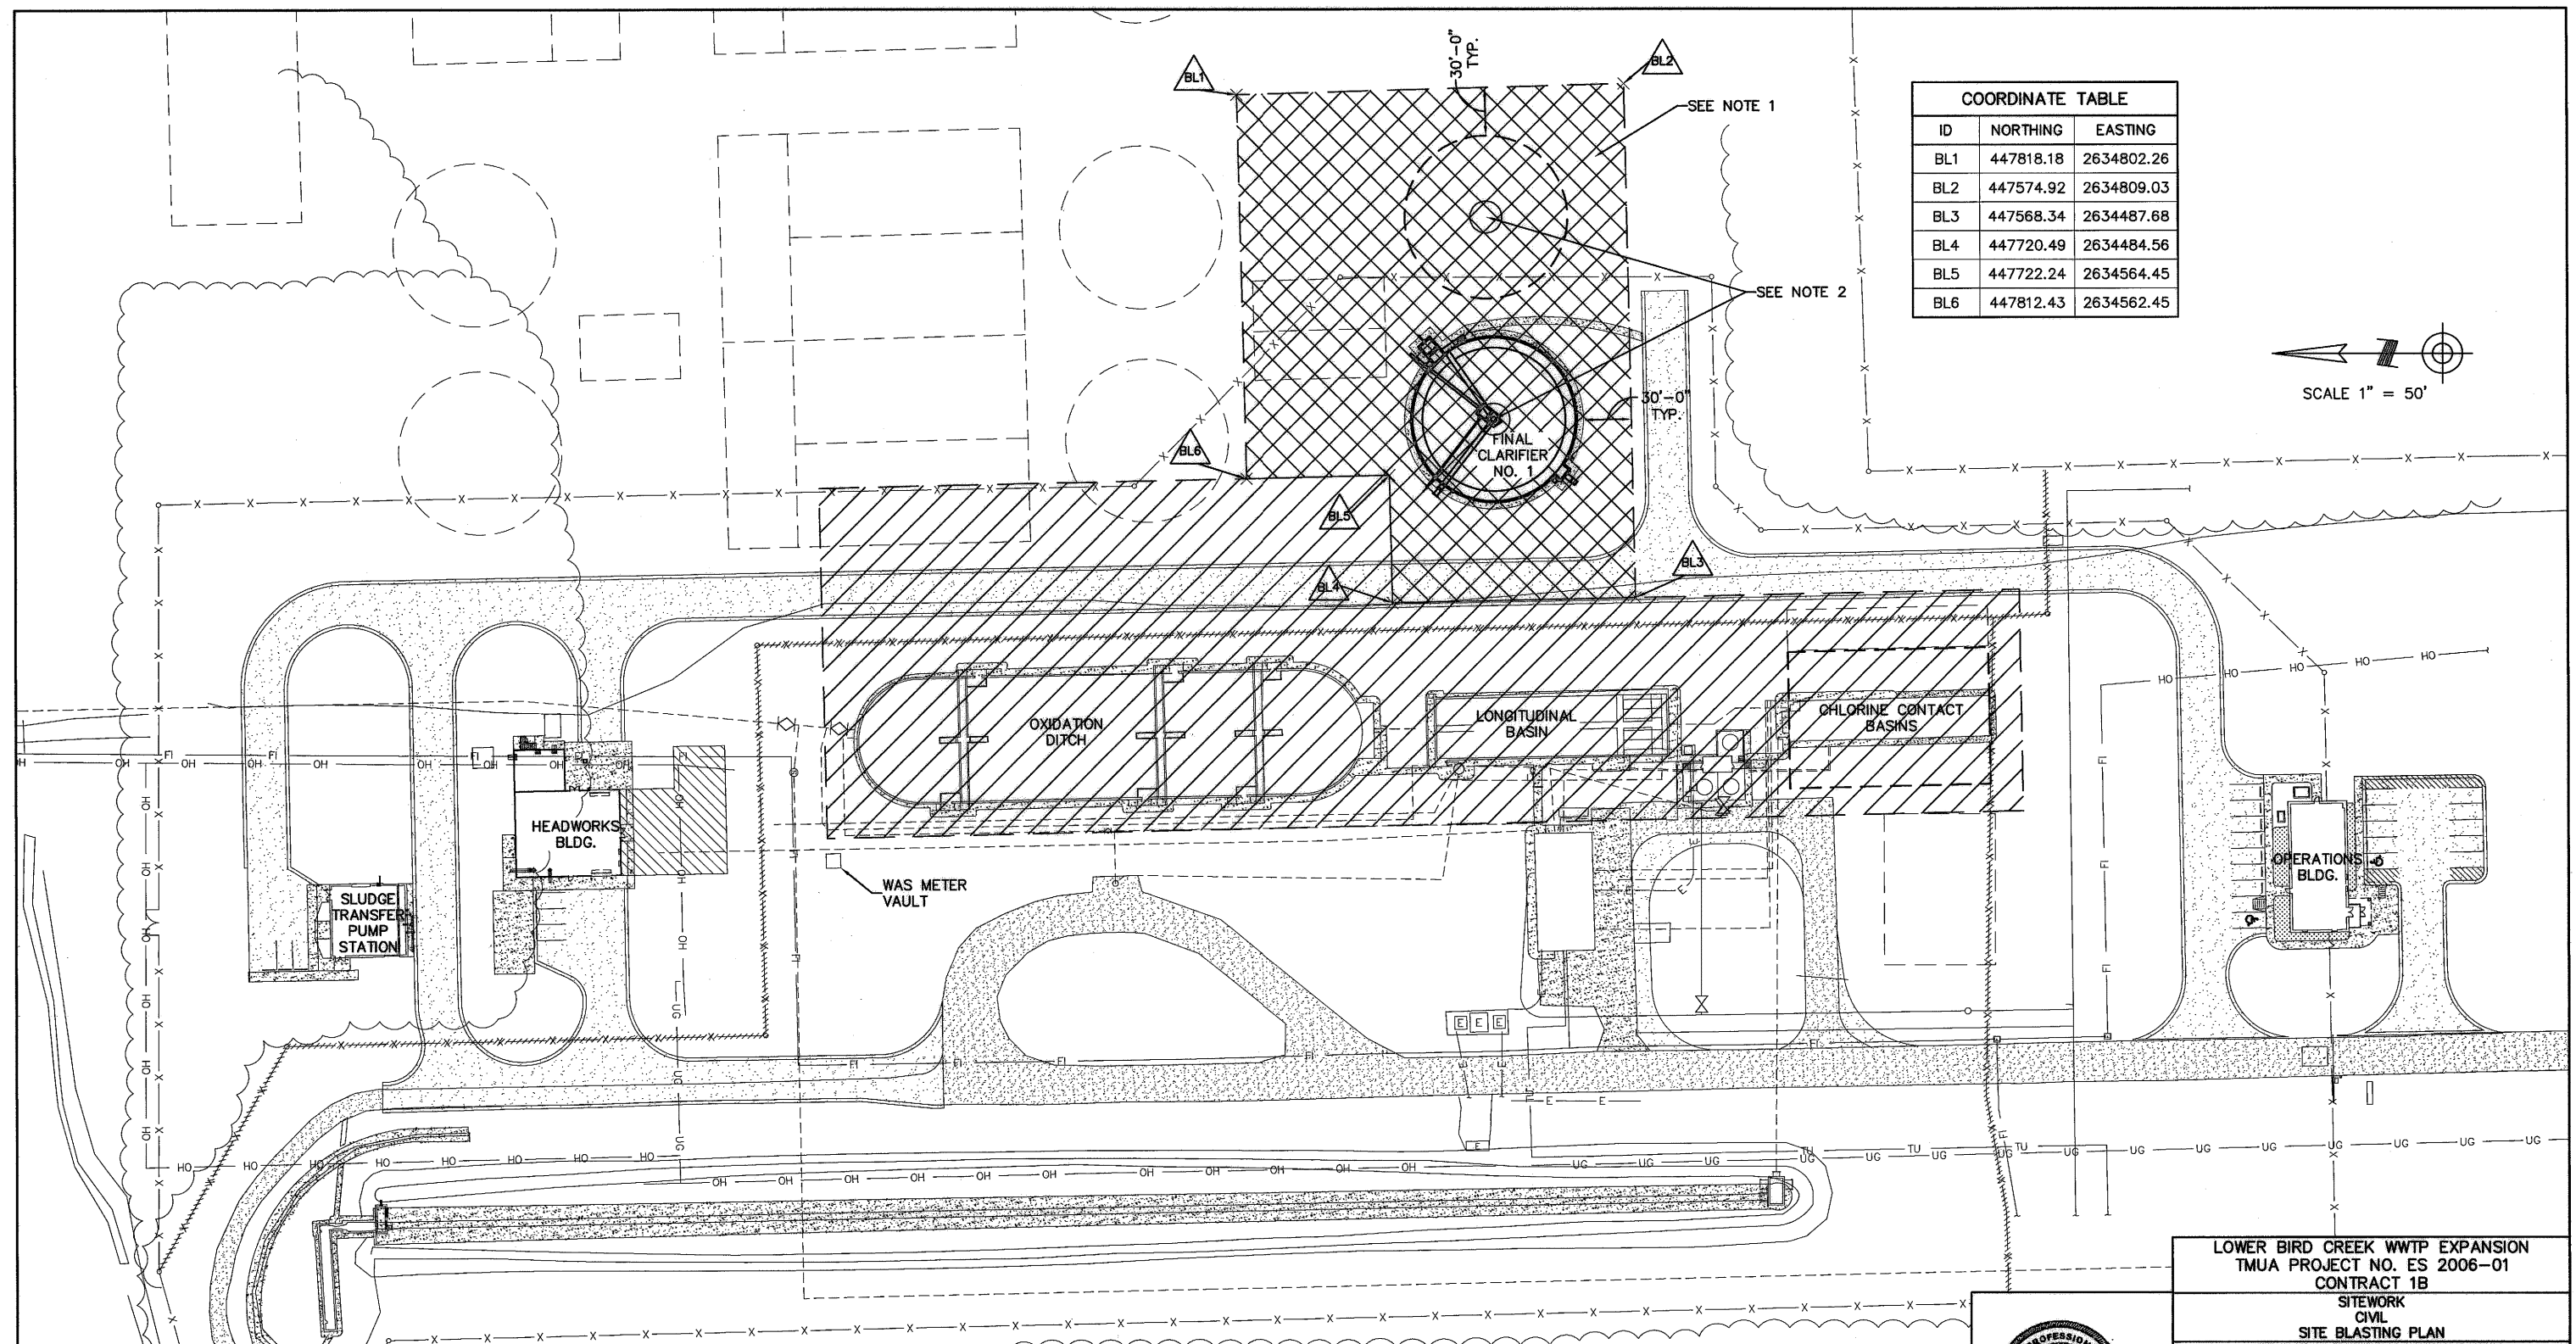 BL1
BL2
30'-0"
TYP.
SEE NOTE 1
COORDINATE TABLE
ID NORTHING EASTING
BL1 447818.18 2634802.26
BL2 447574.92 2634809.03
BL3 447568.34 2634487.68
BL4 447720.49 2634484.56
BL5 447722.24 2634564.45
BL6 447812.43 2634562.45
SEE NOTE 2
SCALE 1" = 50'
30'-0"
TYP.
FINAL
CLARIFIER
NO. 1
BL6
BL5
BL4
BL3
OXIDATION
DITCH
LONGITUDINAL
BASIN
CHLORINE CONTACT
BASINS
HEADWORKS
BLDG.
WAS METER
VAULT
SLUDGE
TRANSFER
PUMP
STATION
OPERATIONS
BLDG.
E E E
LOWER BIRD CREEK WWTP EXPANSION
TMUA PROJECT NO. ES 2006-01
CONTRACT 1B
SITEWORK
CIVIL
SITE BLASTING PLAN
PROFESSION